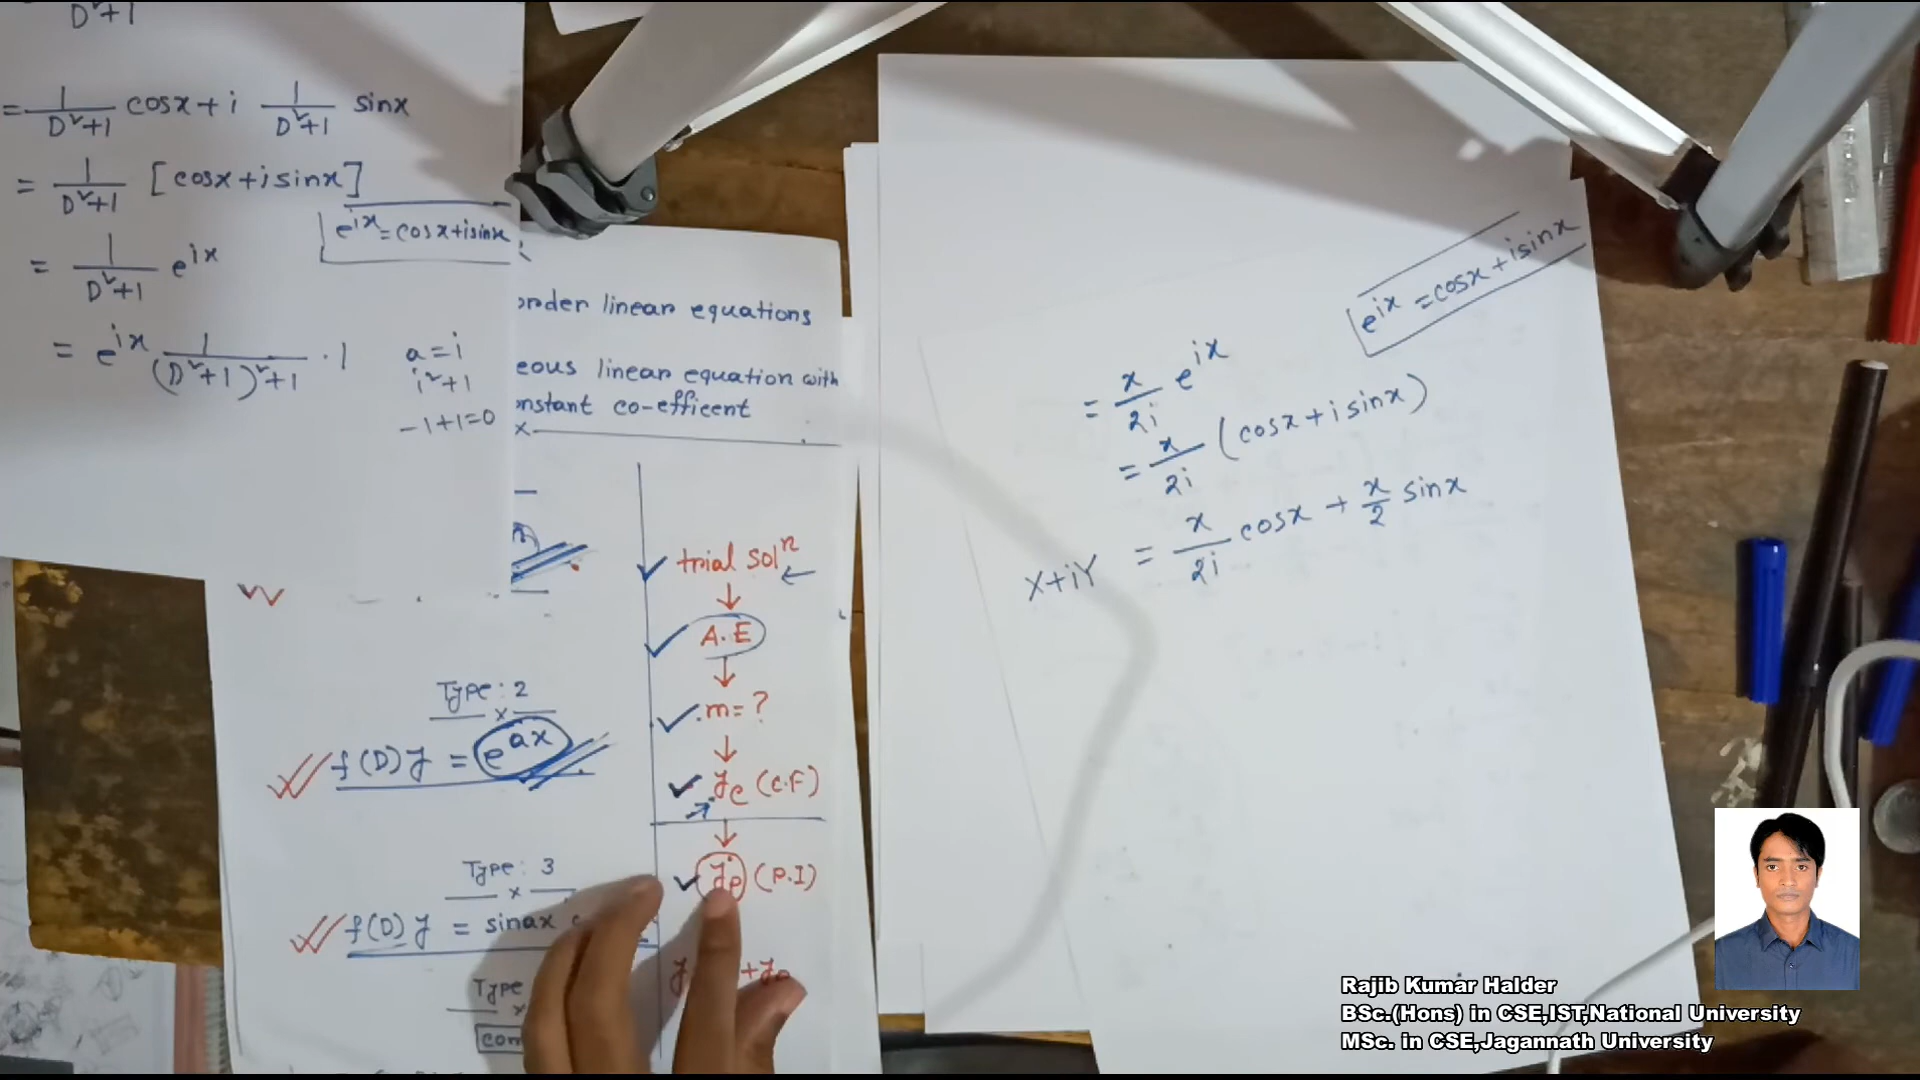 D²+1
= 1/(D²+1) cosx + i 1/(D²+1) sinx
= 1/(D²+1) [cosx+isinx]
e^ix = cosx+isinx
= 1/(D²+1) e^ix
= e^ix 1/((D²+1)²+1) · 1
a=i
i²+1
-1+1=0
order linear equations
eous linear equation with
onstant co-efficent
x
trial solⁿ
A.E
m=?
y_c (C.F)
y_p (P.I)
+y_p
Type: 2
x
f(D)y = e^ax
Type: 3
x
f(D)y = sinax
Type
x
com
e^ix = cosx+isinx
= x/2i e^ix
= x/2i (cosx+isinx)
X+iY = x/2i cosx + x/2 sinx
Rajib Kumar Halder
BSc.(Hons) in CSE,IST,National University
MSc. in CSE,Jagannath University